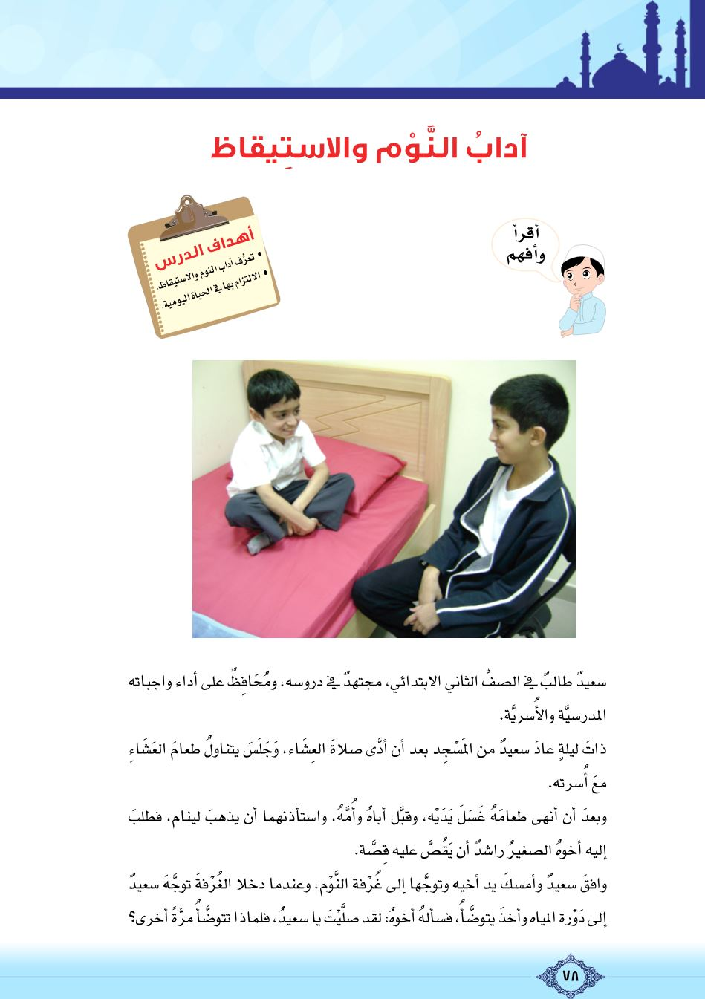 آدابُ النَّوْم والاستِيقاظ
أقرأ
وأفهم
أهداف الدرس
• تعرُّف آداب النوم والاستيقاظ.
• الالتزام بها في الحياة اليومية.
سعيدٌ طالبٌ في الصفِّ الثاني الابتدائي، مجتهدٌ في دروسه، ومُحَافِظٌ على أداء واجباته
المدرسيَّة والأُسريَّة.
ذاتَ ليلةٍ عادَ سعيدٌ من المَسْجِد بعد أن أدَّى صلاةَ العِشَاء، وَجَلَسَ يتناولُ طعامَ العَشَاءِ
معَ أُسرته.
وبعدَ أن أنهى طعامَهُ غَسَلَ يَدَيْه، وقبَّل أباهُ وأُمَّهُ، واستأذنهما أن يذهبَ لينام، فطلبَ
إليه أخوهُ الصغيرُ راشدٌ أن يَقُصَّ عليه قِصَّة.
وافقَ سعيدٌ وأمسكَ يد أخيه وتوجَّها إلى غُرْفة النَّوْم، وعندما دخلا الغُرْفةَ توجَّهَ سعيدٌ
إلى دَوْرة المياه وأخذَ يتوضَّأُ، فسألهُ أخوهُ: لقد صلَّيْتَ يا سعيدُ، فلماذا تتوضَّأُ مرَّةً أخرى؟
٧٨